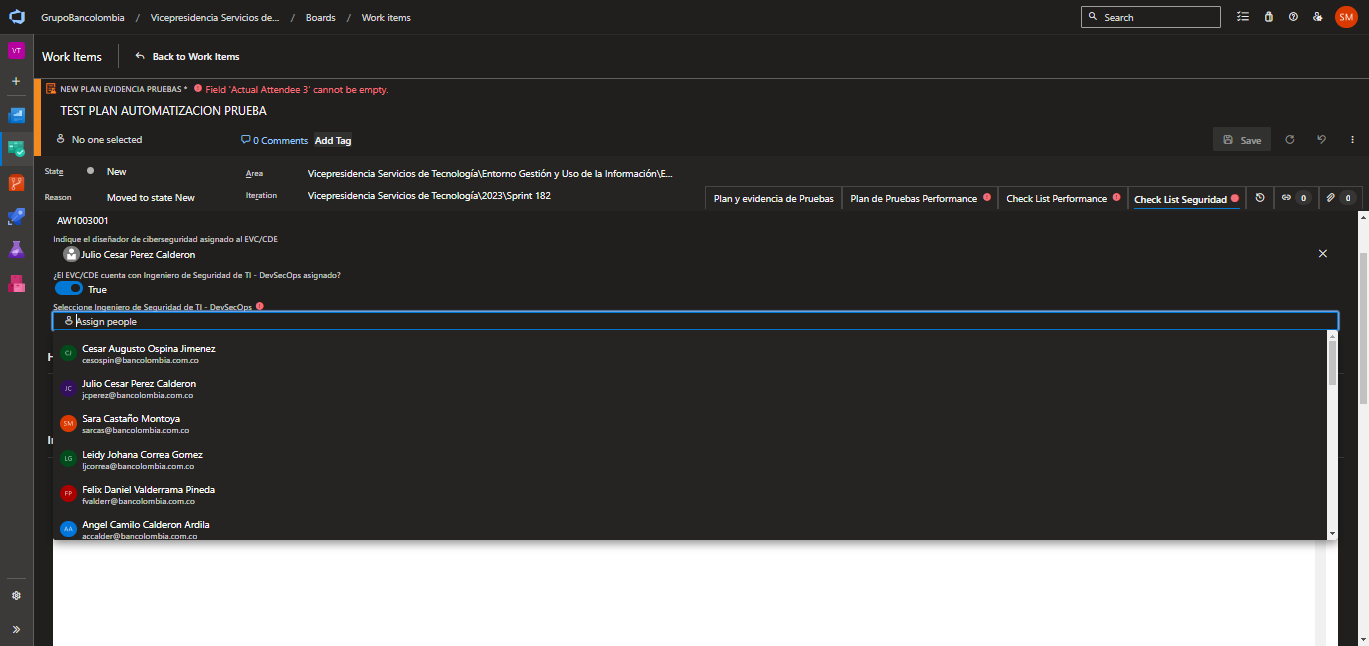 GrupoBancolombia / Vicepresidencia Servicios de... / Boards / Work items
Search
SM
VT
Work Items
Back to Work Items
NEW PLAN EVIDENCIA PRUEBAS * Field 'Actual Attendee 3' cannot be empty.
TEST PLAN AUTOMATIZACION PRUEBA
No one selected
0 Comments
Add Tag
Save
State
New
Area
Vicepresidencia Servicios de Tecnología\Entorno Gestión y Uso de la Información\E...
Reason
Moved to state New
Iteration
Vicepresidencia Servicios de Tecnología\2023\Sprint 182
Plan y evidencia de Pruebas
Plan de Pruebas Performance
Check List Performance
Check List Seguridad
0
0
AW1003001
Indique el diseñador de ciberseguridad asignado al EVC/CDE
Julio Cesar Perez Calderon
¿El EVC/CDE cuenta con Ingeniero de Seguridad de TI - DevSecOps asignado?
True
Seleccione Ingeniero de Seguridad de TI - DevSecOps
Assign people
CJ
Cesar Augusto Ospina Jimenez
cesospin@bancolombia.com.co
JC
Julio Cesar Perez Calderon
jcperez@bancolombia.com.co
SM
Sara Castaño Montoya
sarcas@bancolombia.com.co
LG
Leidy Johana Correa Gomez
ljcorrea@bancolombia.com.co
FP
Felix Daniel Valderrama Pineda
fvalderr@bancolombia.com.co
AA
Angel Camilo Calderon Ardila
accalder@bancolombia.com.co